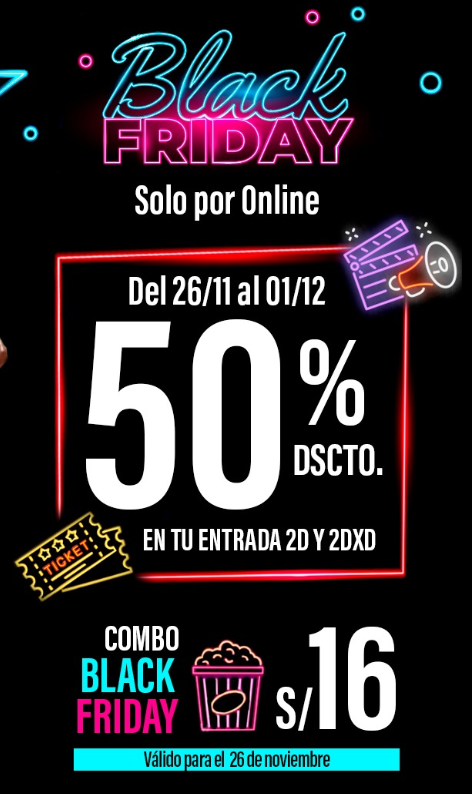 Black
FRIDAY
Solo por Online
Del 26/11 al 01/12
50%
DSCTO.
EN TU ENTRADA 2D Y 2DXD
TICKET
COMBO
BLACK
FRIDAY
S/16
Válido para el 26 de noviembre